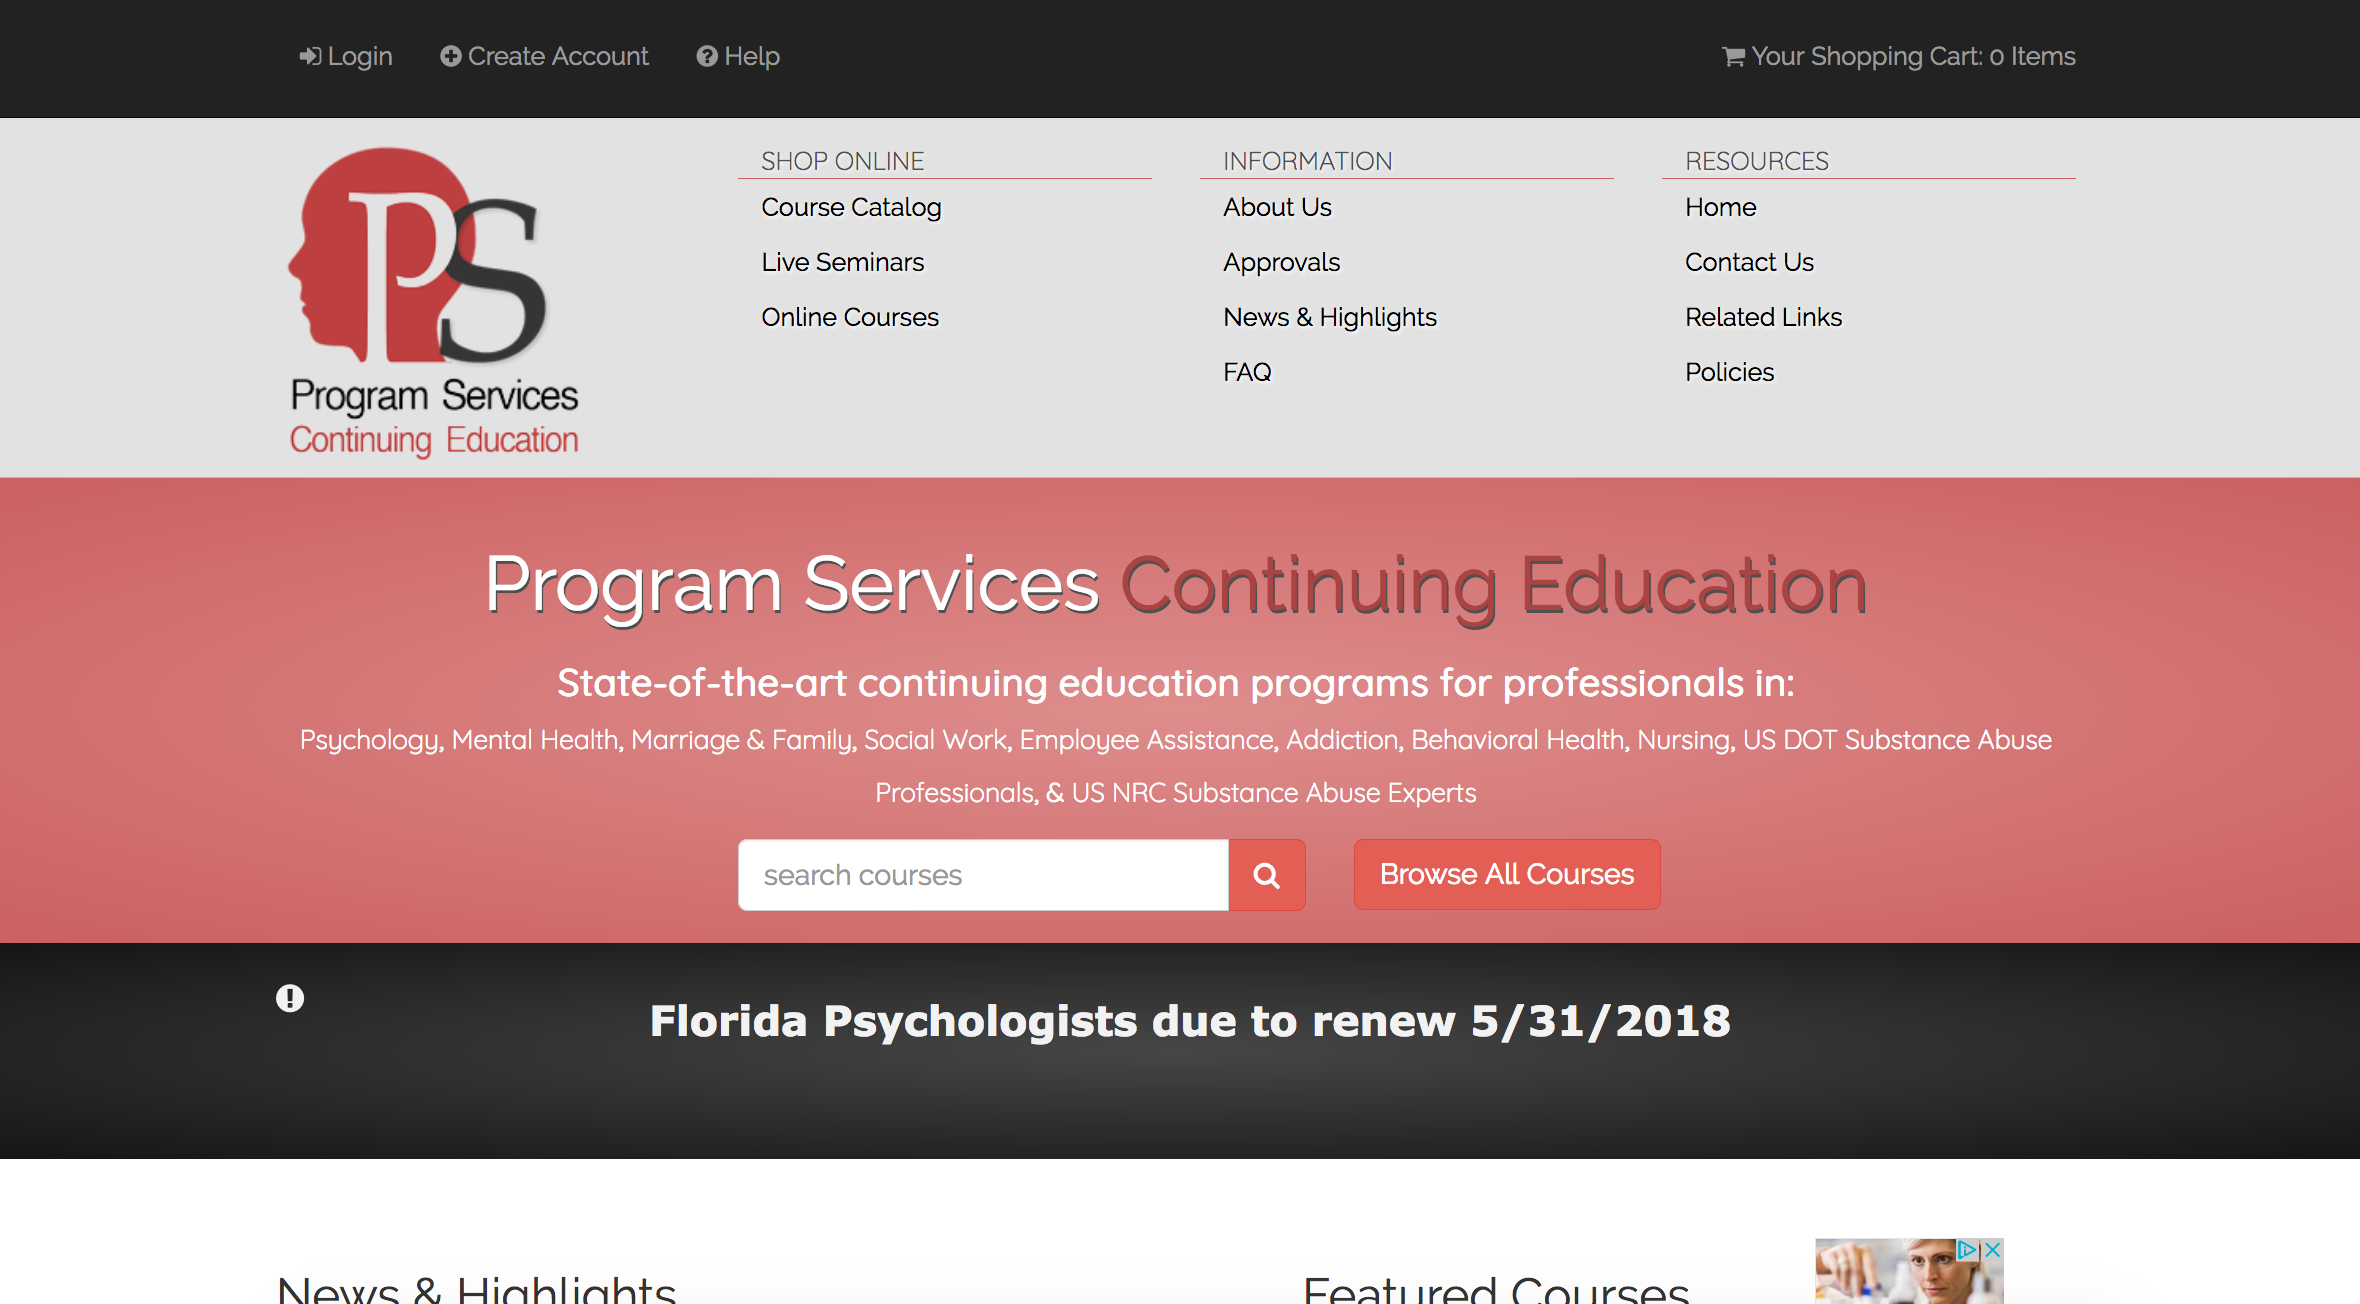 Login
Create Account
Help
Your Shopping Cart: 0 Items
PS
Program Services
Continuing Education
SHOP ONLINE
Course Catalog
Live Seminars
Online Courses
INFORMATION
About Us
Approvals
News & Highlights
FAQ
RESOURCES
Home
Contact Us
Related Links
Policies
Program Services Continuing Education
State-of-the-art continuing education programs for professionals in:
Psychology, Mental Health, Marriage & Family, Social Work, Employee Assistance, Addiction, Behavioral Health, Nursing, US DOT Substance Abuse
Professionals, & US NRC Substance Abuse Experts
search courses
Browse All Courses
Florida Psychologists due to renew 5/31/2018
News & Highlights
Featured Courses